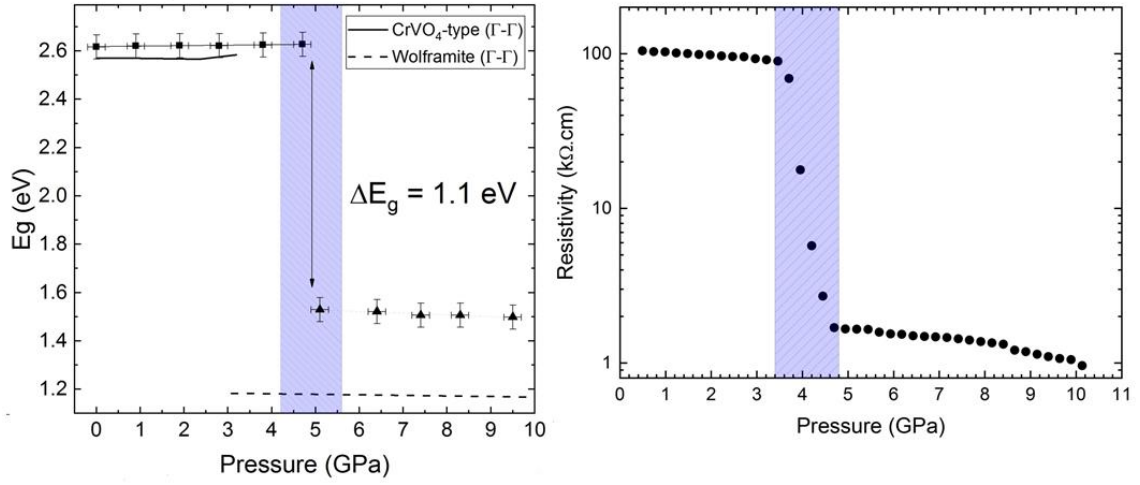 CrVO₄-type (Γ-Γ)
Wolframite (Γ-Γ)
2.6
2.4
2.2
2.0
1.8
1.6
1.4
1.2
Eg (eV)
ΔE_g = 1.1 eV
0 1 2 3 4 5 6 7 8 9 10
Pressure (GPa)
100
10
1
Resistivity (kΩ.cm)
0 1 2 3 4 5 6 7 8 9 10 11
Pressure (GPa)